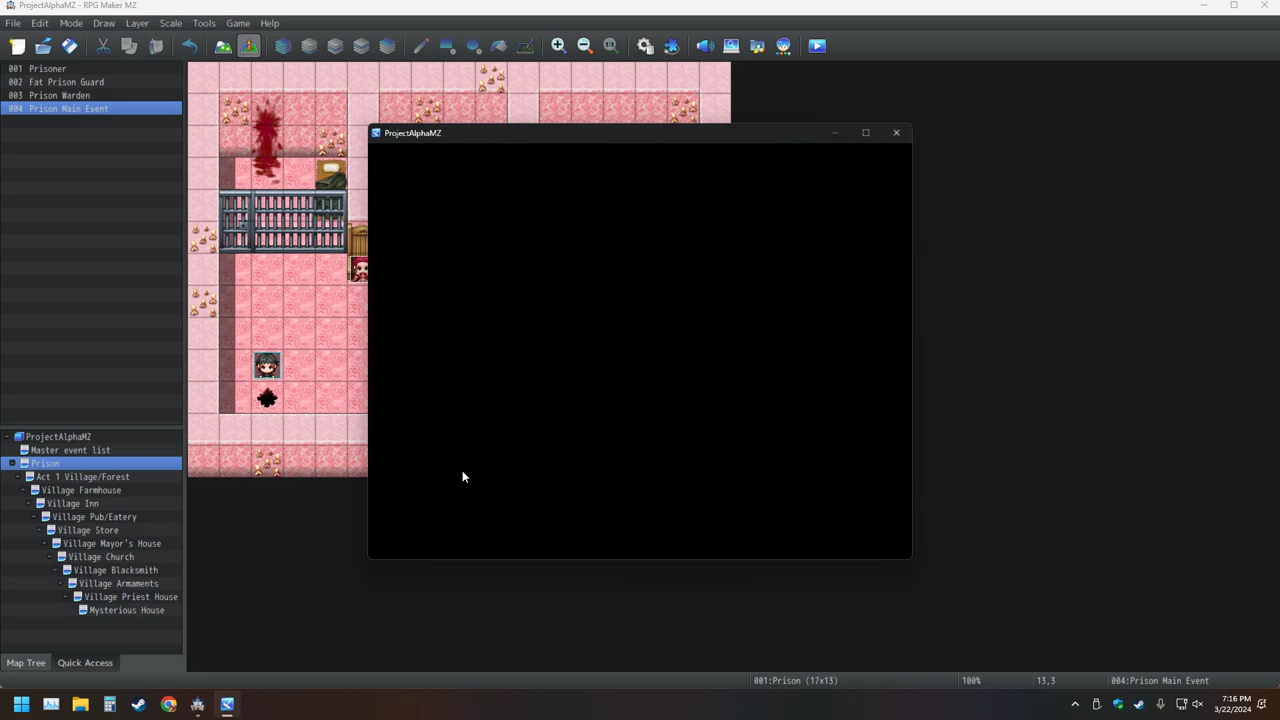 ProjectAlphaMZ - RPG Maker MZ
File Edit Mode Draw Layer Scale Tools Game Help
001 Prisoner
002 Fat Prison Guard
003 Prison Warden
004 Prison Main Event
ProjectAlphaMZ
ProjectAlphaMZ
Master event list
Prison
Act 1 Village/Forest
Village Farmhouse
Village Inn
Village Pub/Eatery
Village Store
Village Mayor's House
Village Church
Village Blacksmith
Village Armaments
Village Priest House
Mysterious House
Map Tree Quick Access
001:Prison (17x13) 100% 13,3 004:Prison Main Event
7:16 PM
3/22/2024